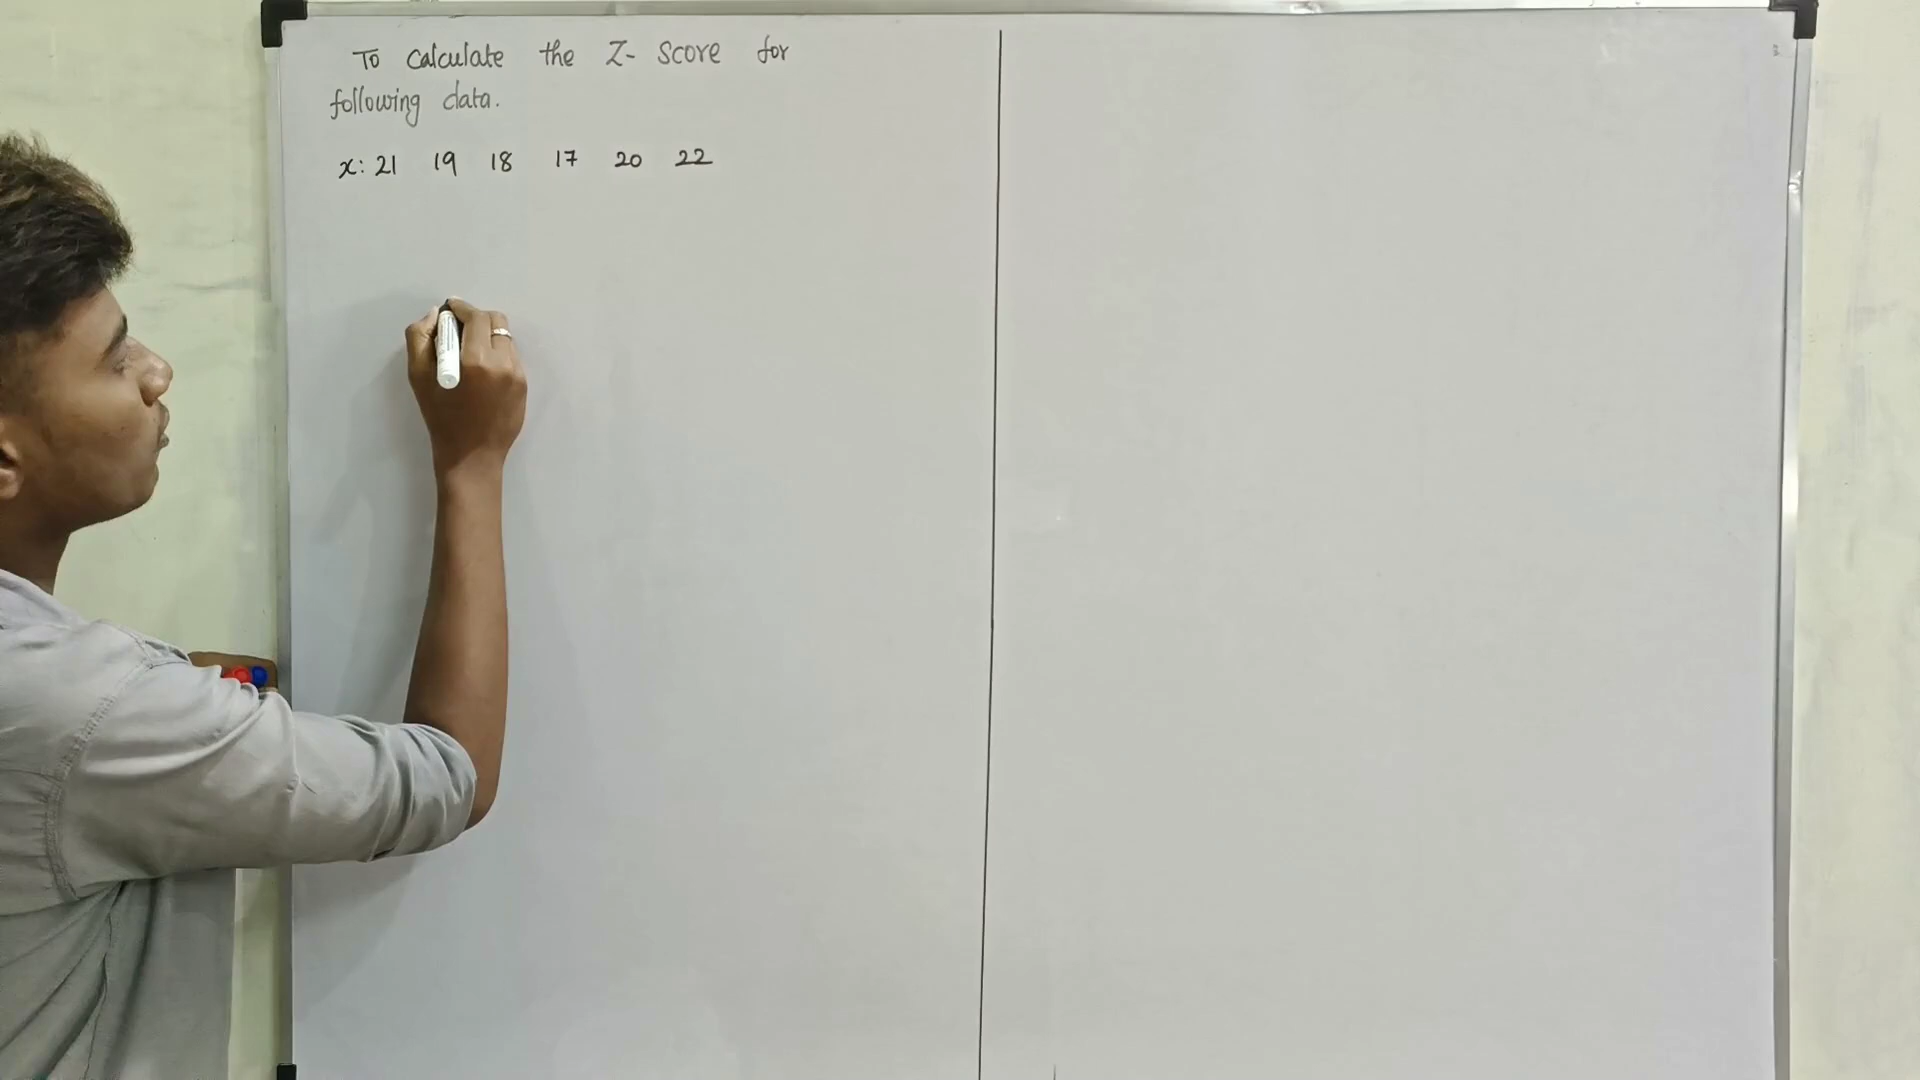 To Calculate the Z- Score for
following data.
x: 21 19 18 17 20 22